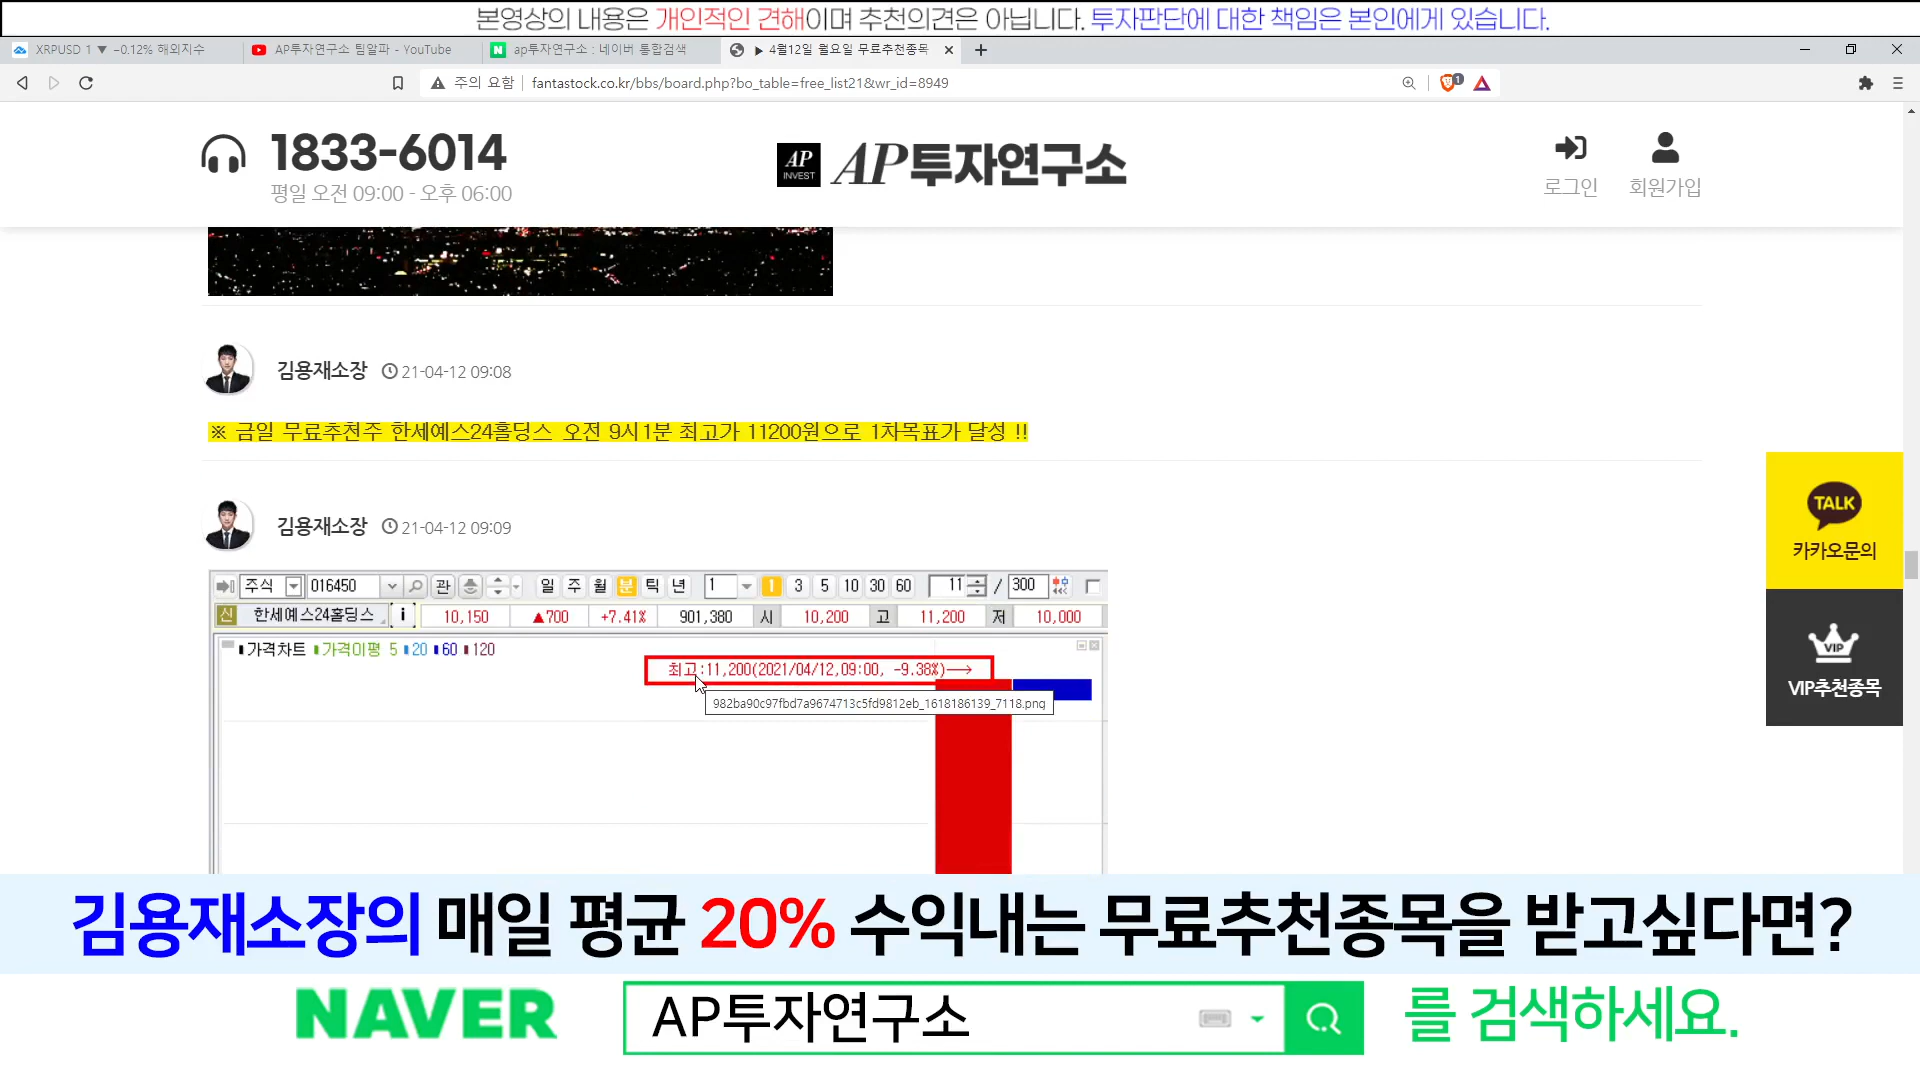 본영상의 내용은 개인적인 견해이며 추천의견은 아닙니다. 투자판단에 대한 책임은 본인에게 있습니다.
XRPUSD 1 ▼ −0.12% 해외지수
AP투자연구소 팀알파 - YouTube
ap투자연구소 : 네이버 통합검색
▶ 4월12일 월요일 무료추천종목
주의 요함
fantastock.co.kr/bbs/board.php?bo_table=free_list21&wr_id=8949
1
1833-6014
평일 오전 09:00 - 오후 06:00
AP INVEST
AP투자연구소
로그인
회원가입
김용재소장 21-04-12 09:08
※ 금일 무료추천주 한세예스24홀딩스 오전 9시1분 최고가 11200원으로 1차목표가 달성 !!
김용재소장 21-04-12 09:09
TALK
카카오문의
VIP
VIP추천종목
주식 016450 관 일 주 월 분 틱 년 1 1 3 5 10 30 60 11 / 300
신 한세예스24홀딩스 i 10,150 ▲700 +7.41% 901,380 시 10,200 고 11,200 저 10,000
가격차트 가격이평 5 20 60 120
최고:11,200(2021/04/12,09:00, -9.38%)→
982ba90c97fbd7a9674713c5fd9812eb_1618186139_7118.png
김용재소장의 매일 평균 20% 수익내는 무료추천종목을 받고싶다면?
NAVER AP투자연구소 를 검색하세요.